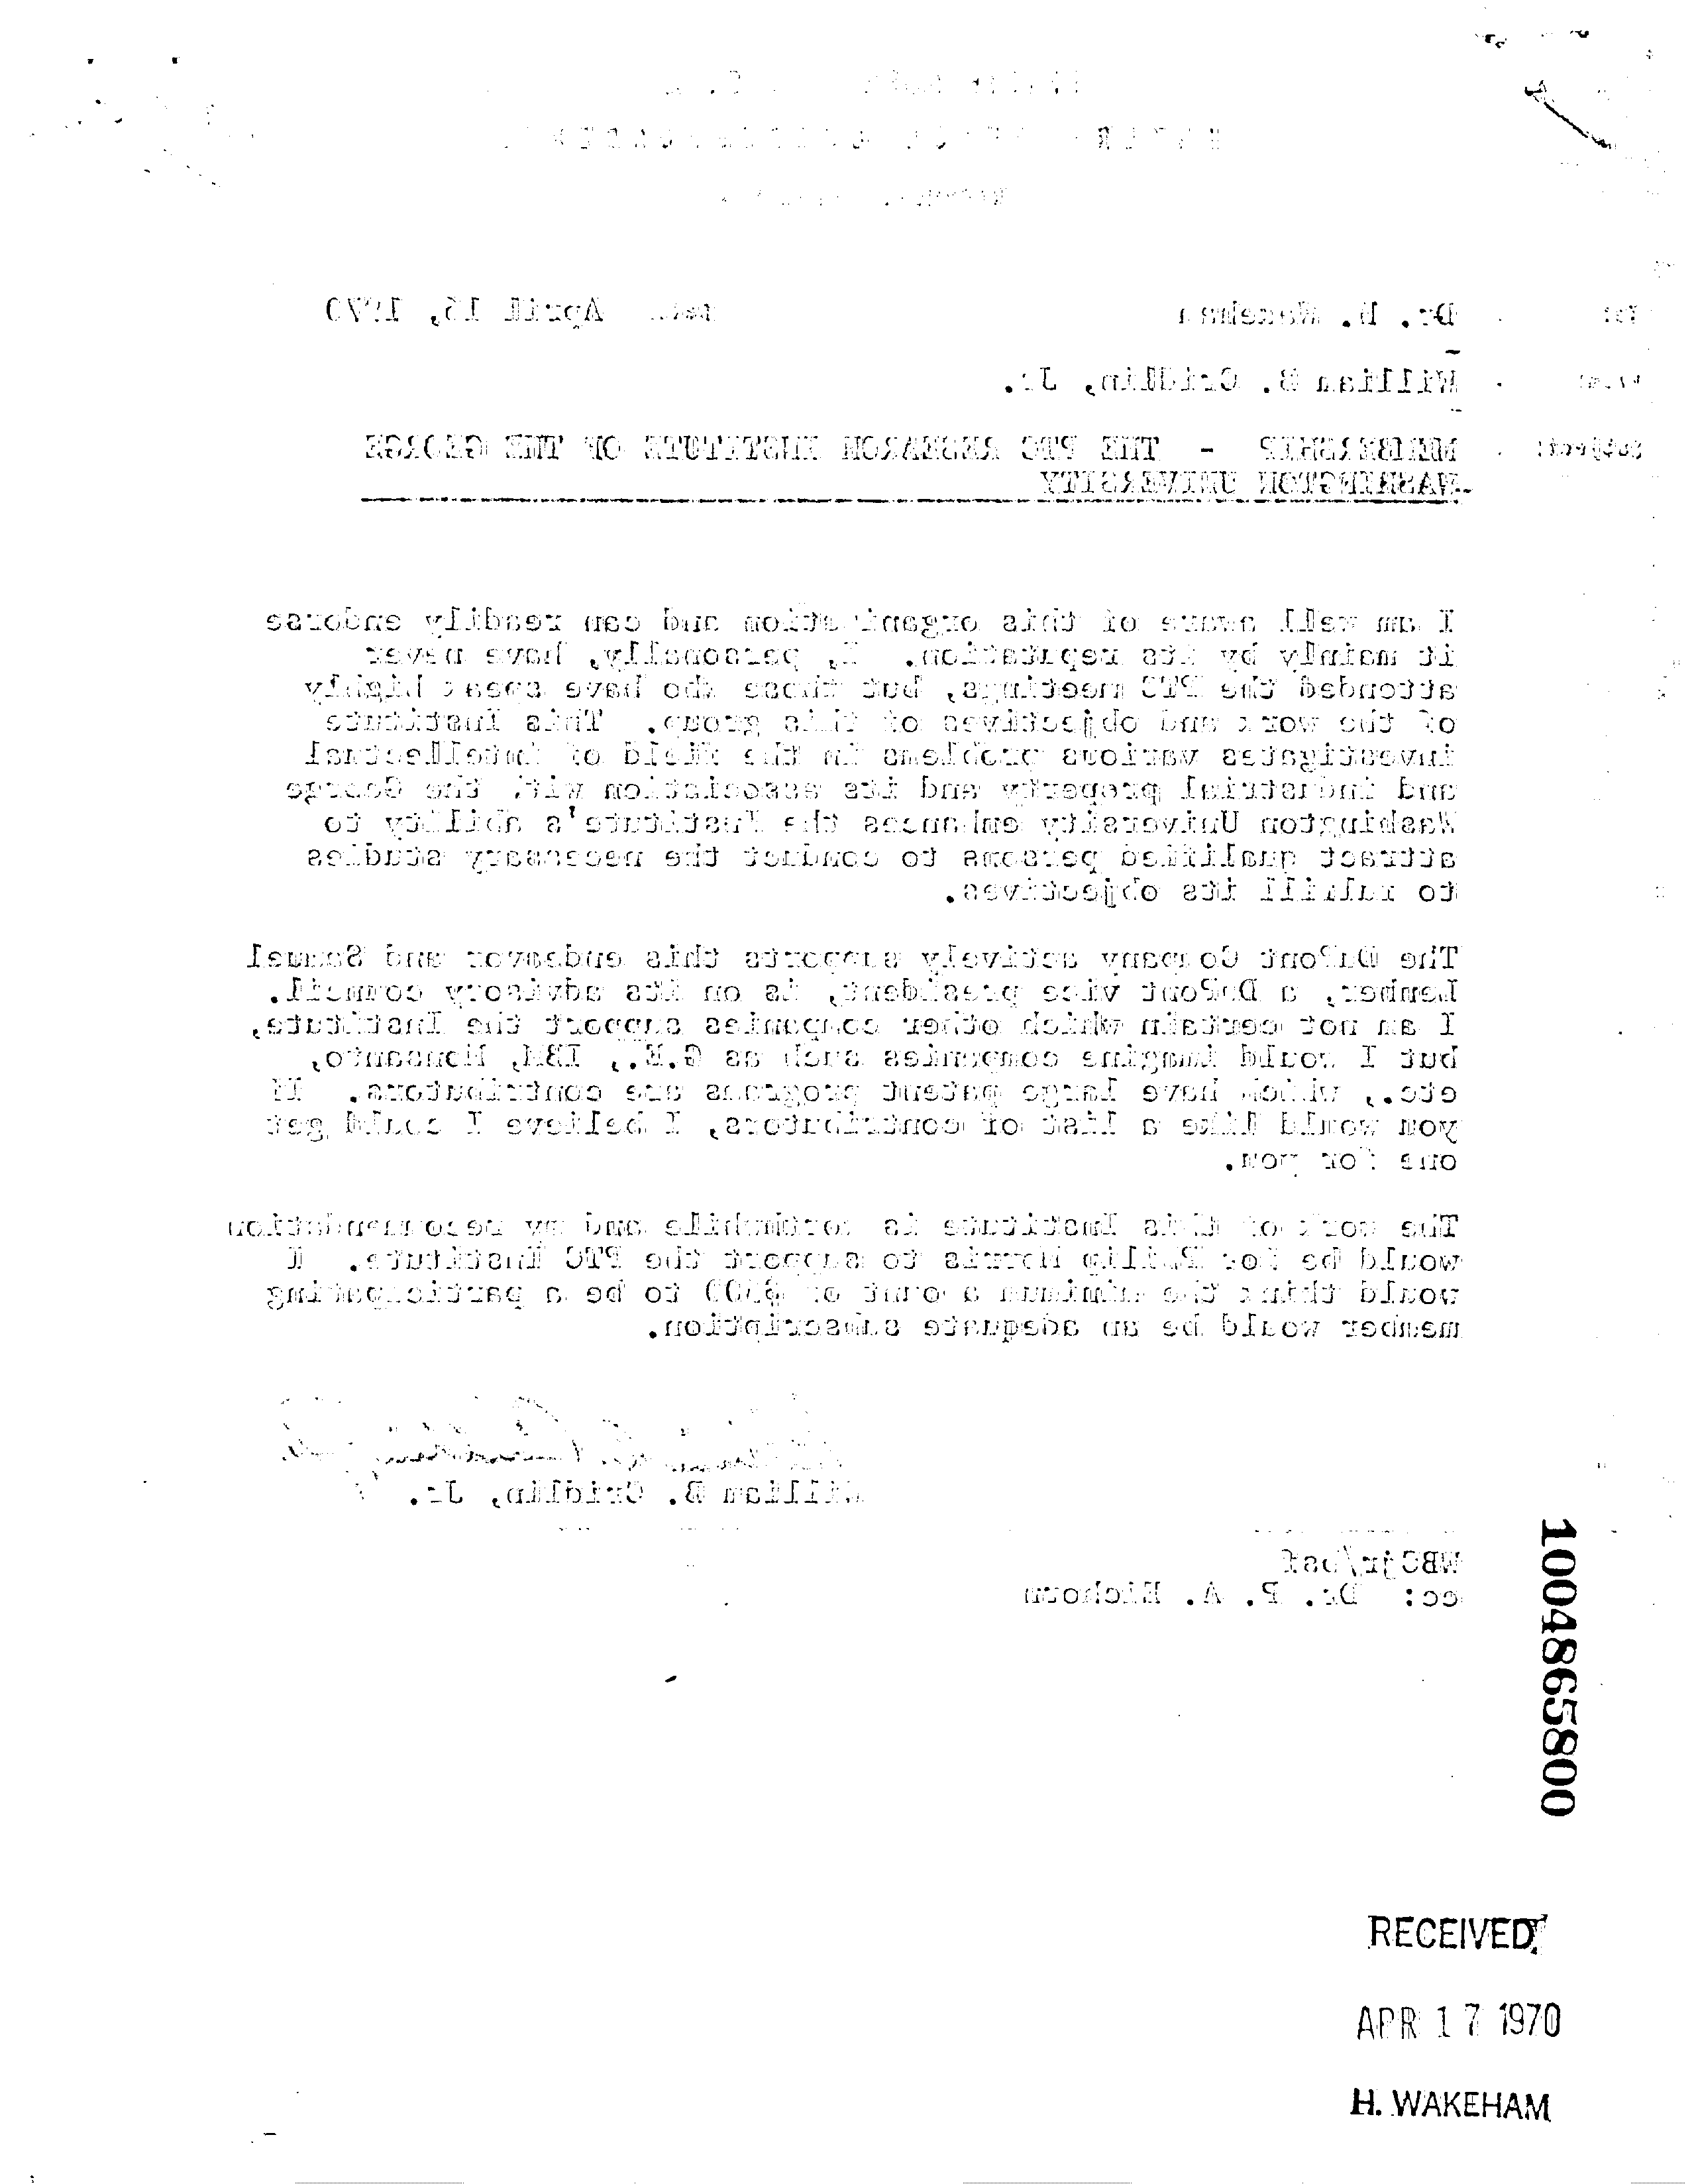 To: Dr. H. Wakeham Date: April 15, 1970
From: William B. Cridlin, Jr.
Subject: MEMBERSHIP - THE PTC RESEARCH INSTITUTE OF THE GEORGE
WASHINGTON UNIVERSITY
I am well aware of this organization and can readily endorse
it mainly by its reputation. I, personally, have never
attended the PTC meetings, but those who have speak highly
of the work and objectives of this group. This Institute
investigates various problems in the field of intellectual
and industrial property and its association with the George
Washington University enhances the Institute's ability to
attract qualified persons to conduct the necessary studies
to fulfill its objectives.
The DuPont Company actively supports this endeavor and Samuel
Lenher, a DuPont vice president, is on its advisory council.
I am not certain which other companies support the Institute,
but I would imagine companies such as G.E., IBM, Monsanto,
etc., which have large patent programs are contributors. If
you would like a list of contributors, I believe I could get
one for you.
The work of this Institute is worthwhile and my recommendation
would be for Philip Morris to support the PTC Institute. I
would think the minimum amount of to be a participating
member would be an adequate subscription.
William B. Cridlin, Jr.
WBCjr/bsf
cc: Dr. P. A. Eichorn
1004865800
RECEIVED
APR 17 1970
H. WAKEHAM